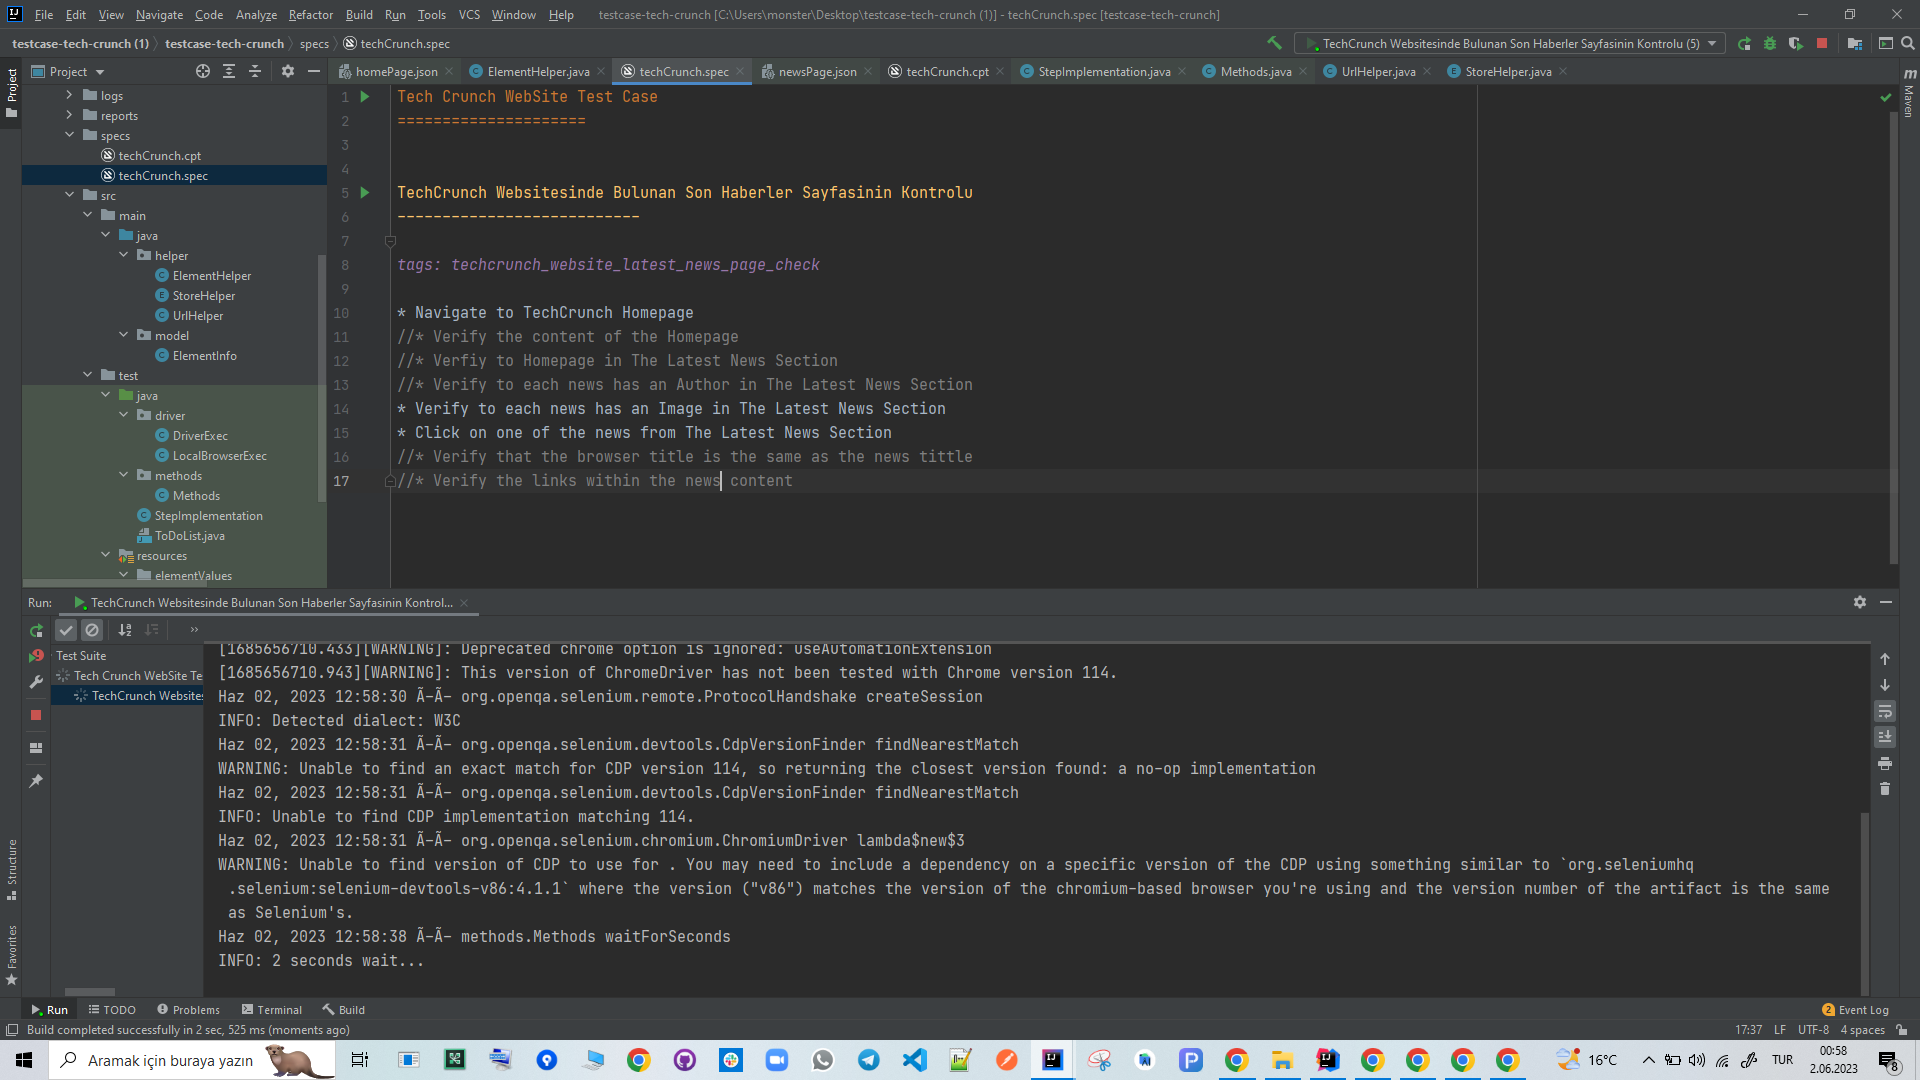 File Edit View Navigate Code Analyze Refactor Build Run Tools VCS Window Help testcase-tech-crunch [C:\Users\monster\Desktop\testcase-tech-crunch (1)] - techCrunch.spec [testcase-tech-crunch]
testcase-tech-crunch (1) testcase-tech-crunch specs techCrunch.spec TechCrunch Websitesinde Bulunan Son Haberler Sayfasinin Kontrolu (5)
Project homePage.json ElementHelper.java techCrunch.spec newsPage.json techCrunch.cpt StepImplementation.java Methods.java UrlHelper.java StoreHelper.java
Project
Maven
logs
reports
specs
techCrunch.cpt
techCrunch.spec
src
main
java
helper
ElementHelper
StoreHelper
UrlHelper
model
ElementInfo
test
java
driver
DriverExec
LocalBrowserExec
methods
Methods
StepImplementation
ToDoList.java
resources
elementValues
1 Tech Crunch WebSite Test Case
2 =====================
3
4
5 TechCrunch Websitesinde Bulunan Son Haberler Sayfasinin Kontrolu
6 ---------------------------
7
8 tags: techcrunch_website_latest_news_page_check
9
10 * Navigate to TechCrunch Homepage
11 //* Verify the content of the Homepage
12 //* Verfiy to Homepage in The Latest News Section
13 //* Verify to each news has an Author in The Latest News Section
14 * Verify to each news has an Image in The Latest News Section
15 * Click on one of the news from The Latest News Section
16 //* Verify that the browser title is the same as the news tittle
17 //* Verify the links within the news content
Run: TechCrunch Websitesinde Bulunan Son Haberler Sayfasinin Kontrol...
Test Suite
Tech Crunch WebSite Te
TechCrunch Websites
[1685656710.433][WARNING]: Deprecated chrome option is ignored: useAutomationExtension
[1685656710.943][WARNING]: This version of ChromeDriver has not been tested with Chrome version 114.
Haz 02, 2023 12:58:30 Ã–Ã– org.openqa.selenium.remote.ProtocolHandshake createSession
INFO: Detected dialect: W3C
Haz 02, 2023 12:58:31 Ã–Ã– org.openqa.selenium.devtools.CdpVersionFinder findNearestMatch
WARNING: Unable to find an exact match for CDP version 114, so returning the closest version found: a no-op implementation
Haz 02, 2023 12:58:31 Ã–Ã– org.openqa.selenium.devtools.CdpVersionFinder findNearestMatch
INFO: Unable to find CDP implementation matching 114.
Haz 02, 2023 12:58:31 Ã–Ã– org.openqa.selenium.chromium.ChromiumDriver lambda$new$3
WARNING: Unable to find version of CDP to use for . You may need to include a dependency on a specific version of the CDP using something similar to `org.seleniumhq
.selenium:selenium-devtools-v86:4.1.1` where the version ("v86") matches the version of the chromium-based browser you're using and the version number of the artifact is the same
as Selenium's.
Haz 02, 2023 12:58:38 Ã–Ã– methods.Methods waitForSeconds
INFO: 2 seconds wait...
Structure
Favorites
Run TODO Problems Terminal Build 2 Event Log
Build completed successfully in 2 sec, 525 ms (moments ago) 17:37 LF UTF-8 4 spaces
Aramak için buraya yazın 16°C TUR 00:58
2.06.2023 8